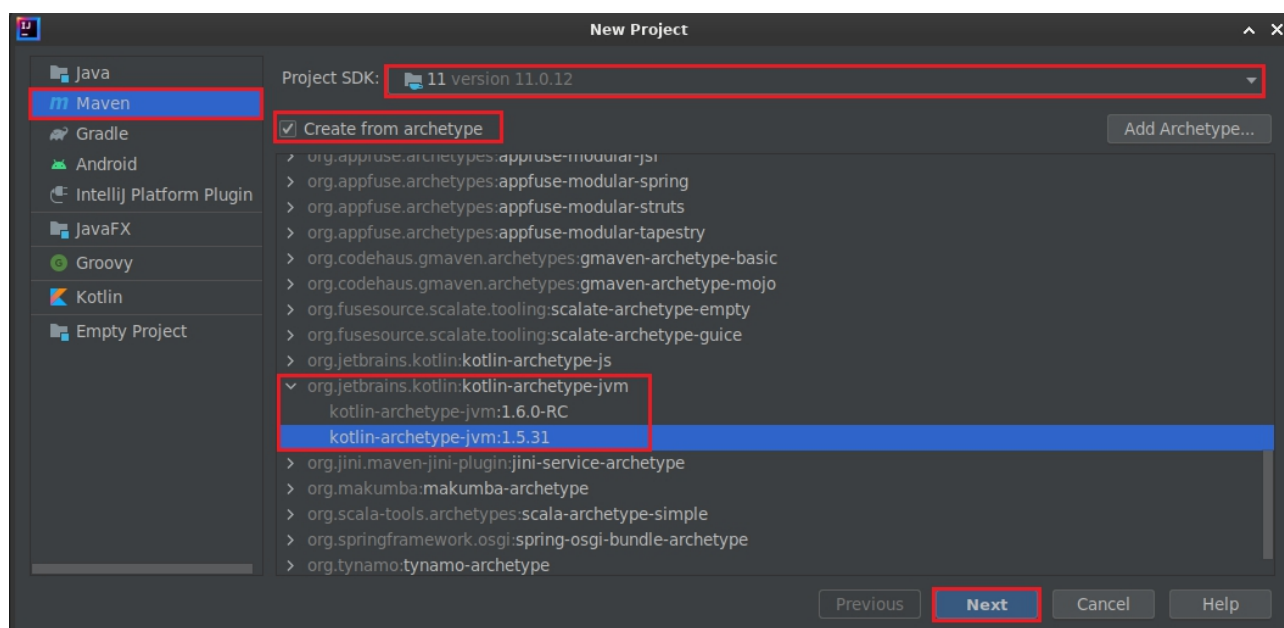 New Project
Java
Maven
Gradle
Android
IntelliJ Platform Plugin
JavaFX
Groovy
Kotlin
Empty Project
Project SDK: 11 version 11.0.12
Create from archetype
Add Archetype...
org.appfuse.archetypes:appfuse-modular-jsf
org.appfuse.archetypes:appfuse-modular-spring
org.appfuse.archetypes:appfuse-modular-struts
org.appfuse.archetypes:appfuse-modular-tapestry
org.codehaus.gmaven.archetypes:gmaven-archetype-basic
org.codehaus.gmaven.archetypes:gmaven-archetype-mojo
org.fusesource.scalate.tooling:scalate-archetype-empty
org.fusesource.scalate.tooling:scalate-archetype-guice
org.jetbrains.kotlin:kotlin-archetype-js
org.jetbrains.kotlin:kotlin-archetype-jvm
kotlin-archetype-jvm:1.6.0-RC
kotlin-archetype-jvm:1.5.31
org.jini.maven-jini-plugin:jini-service-archetype
org.makumba:makumba-archetype
org.scala-tools.archetypes:scala-archetype-simple
org.springframework.osgi:spring-osgi-bundle-archetype
org.tynamo:tynamo-archetype
Previous
Next
Cancel
Help